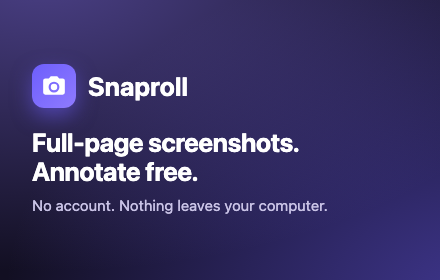 Snaproll
Full-page screenshots.
Annotate free.
No account. Nothing leaves your computer.